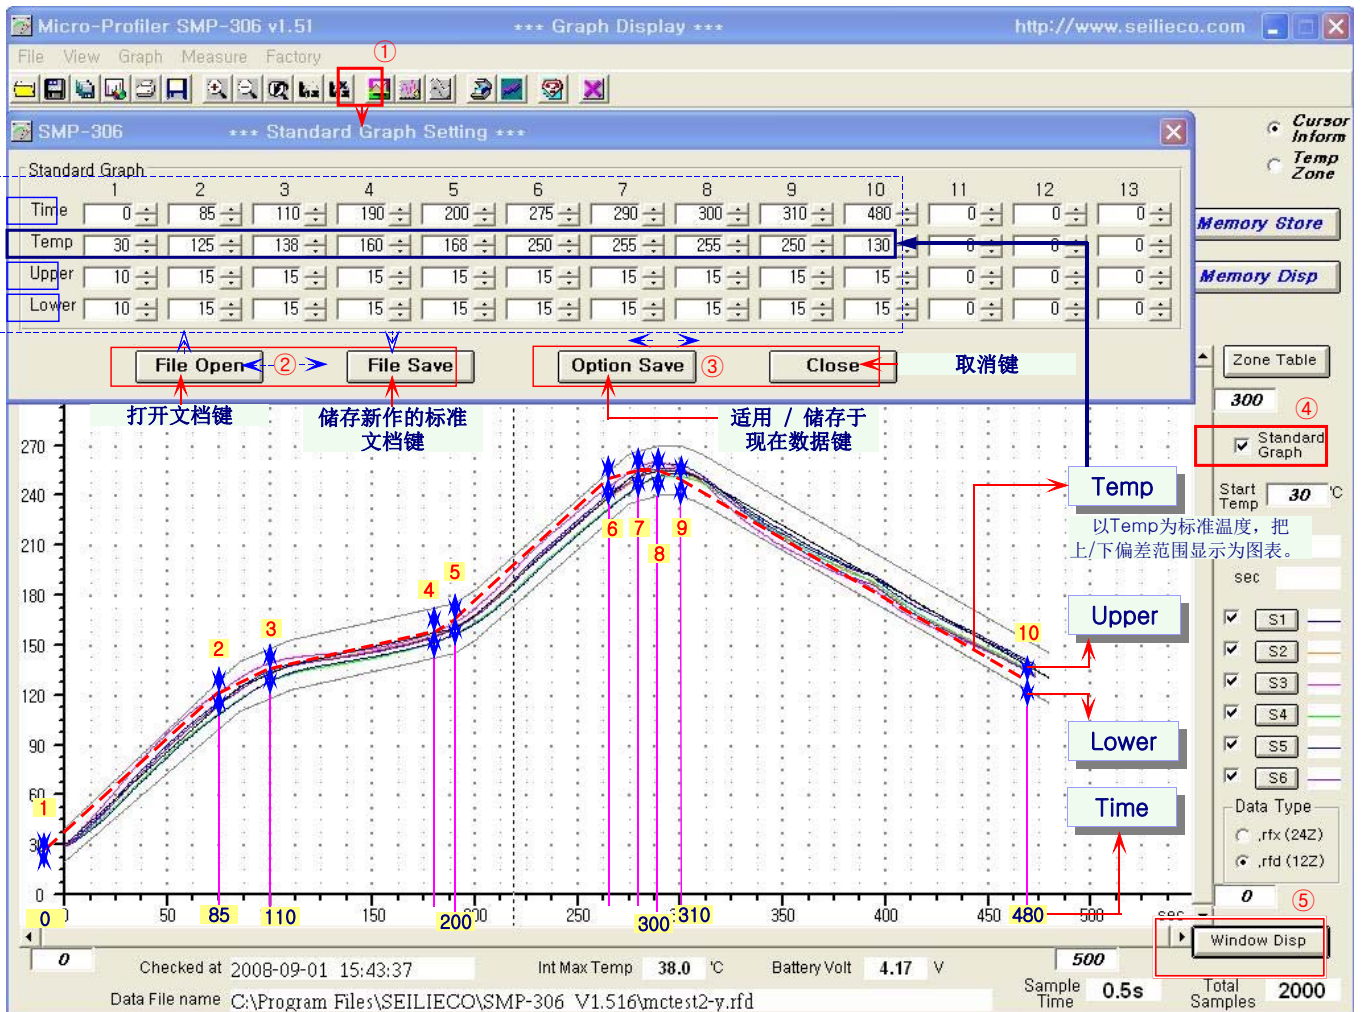 Micro-Profiler SMP-306 v1.51 *** Graph Display *** http://www.seilieco.com
File View Graph Measure Factory
①
SMP-306 *** Standard Graph Setting ***
Cursor Inform
Temp Zone
Standard Graph
1 2 3 4 5 6 7 8 9 10 11 12 13
Time 0 85 110 190 200 275 290 300 310 480 0 0 0
Temp 30 125 138 160 168 250 255 255 250 130 0 0 0
Upper 10 15 15 15 15 15 15 15 15 15 0 0 0
Lower 10 15 15 15 15 15 15 15 15 15 0 0 0
Memory Store
Memory Disp
File Open ② File Save Option Save ③ Close 取消键
Zone Table
打开文档键
储存新作的标准
文档键
适用 / 储存于
现在数据键
300
④
Standard
Graph
Start
Temp 30 °C
Temp
以Temp为标准温度，把
上/下偏差范围显示为图表。
sec
Upper
Lower
Time
S1
S2
S3
S4
S5
S6
Data Type
.rfx (24Z)
.rfd (12Z)
0
⑤
270
240
210
180
150
120
90
60
30
0
1
2
3
4
5
6
7
8
9
10
50 150 250 350 400 450 500 sec
0 85 110 200 300 310 480
Window Disp
0
500
Checked at 2008-09-01 15:43:37 Int Max Temp 38.0 °C Battery Volt 4.17 V
Sample Time 0.5s Total Samples 2000
Data File name C:\Program Files\SEILIECO\SMP-306 V1.516\mctest2-y.rfd